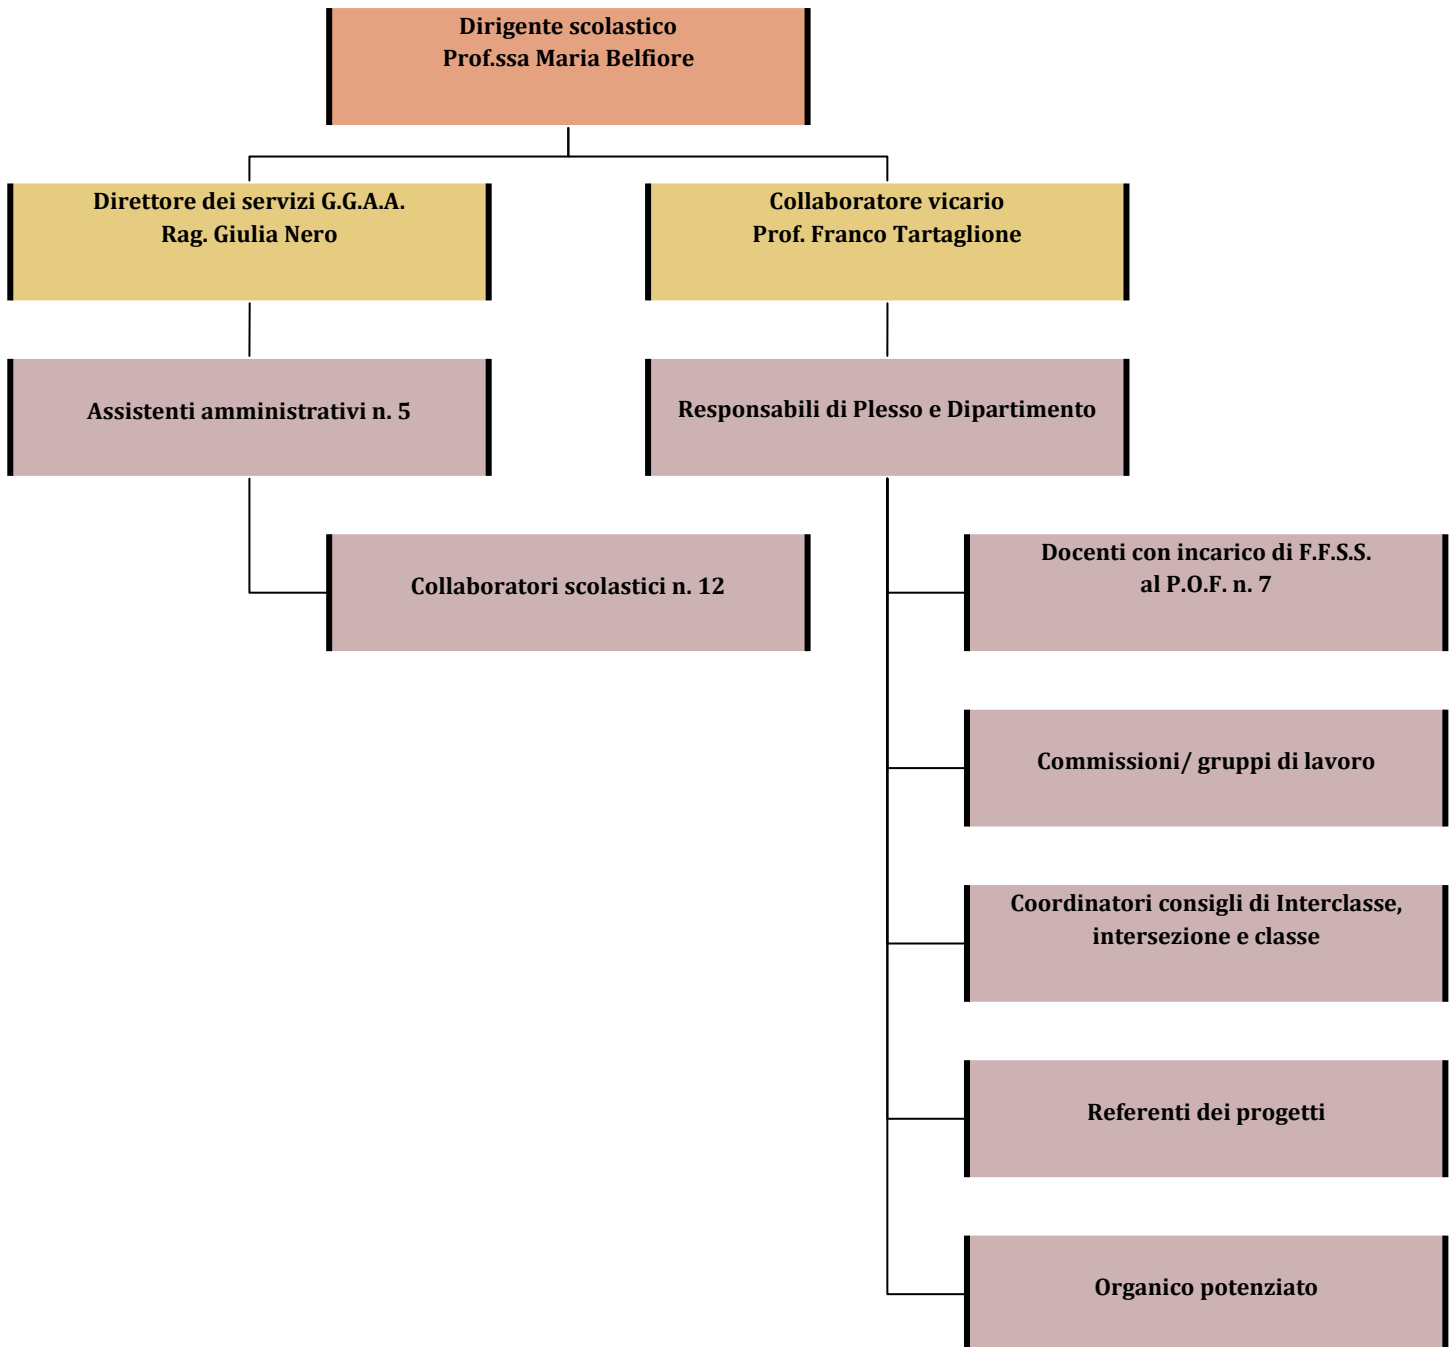 Dirigente scolastico
Prof.ssa Maria Belfiore
Direttore dei servizi G.G.A.A.
Rag. Giulia Nero
Collaboratore vicario
Prof. Franco Tartaglione
Assistenti amministrativi n. 5
Responsabili di Plesso e Dipartimento
Collaboratori scolastici n. 12
Docenti con incarico di F.F.S.S.
al P.O.F. n. 7
Commissioni/ gruppi di lavoro
Coordinatori consigli di Interclasse,
intersezione e classe
Referenti dei progetti
Organico potenziato